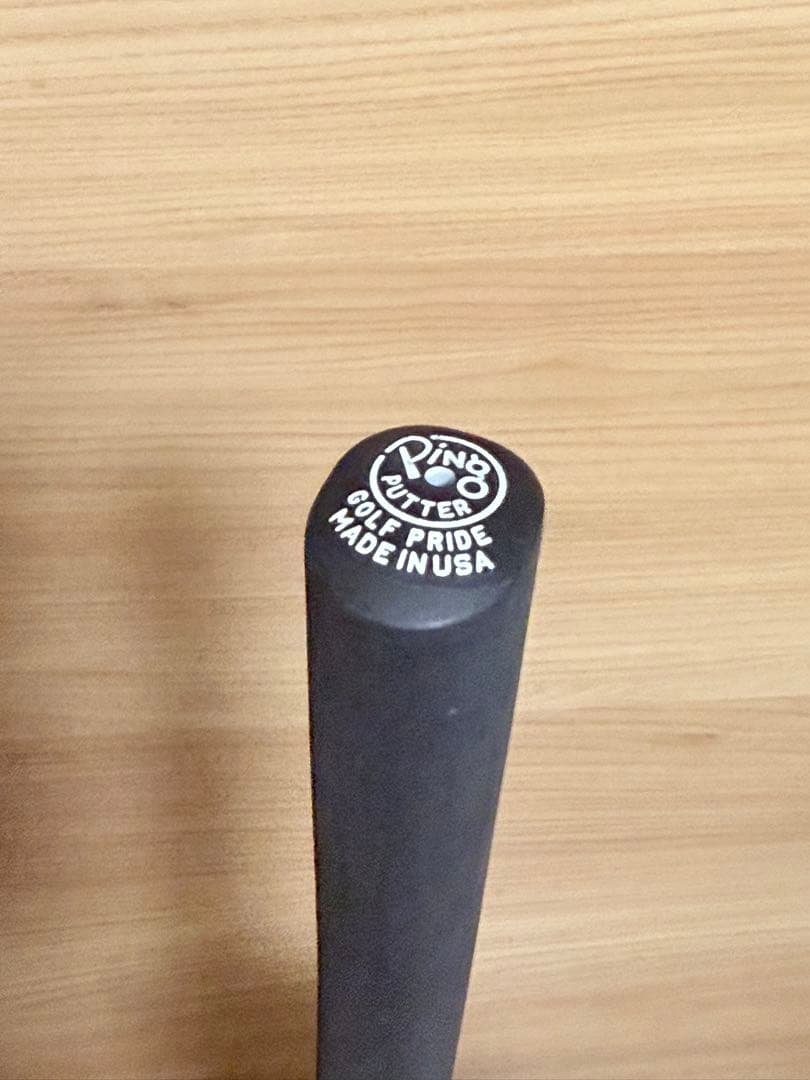 Ping
PUTTER
GOLF PRIDE
MADE IN USA